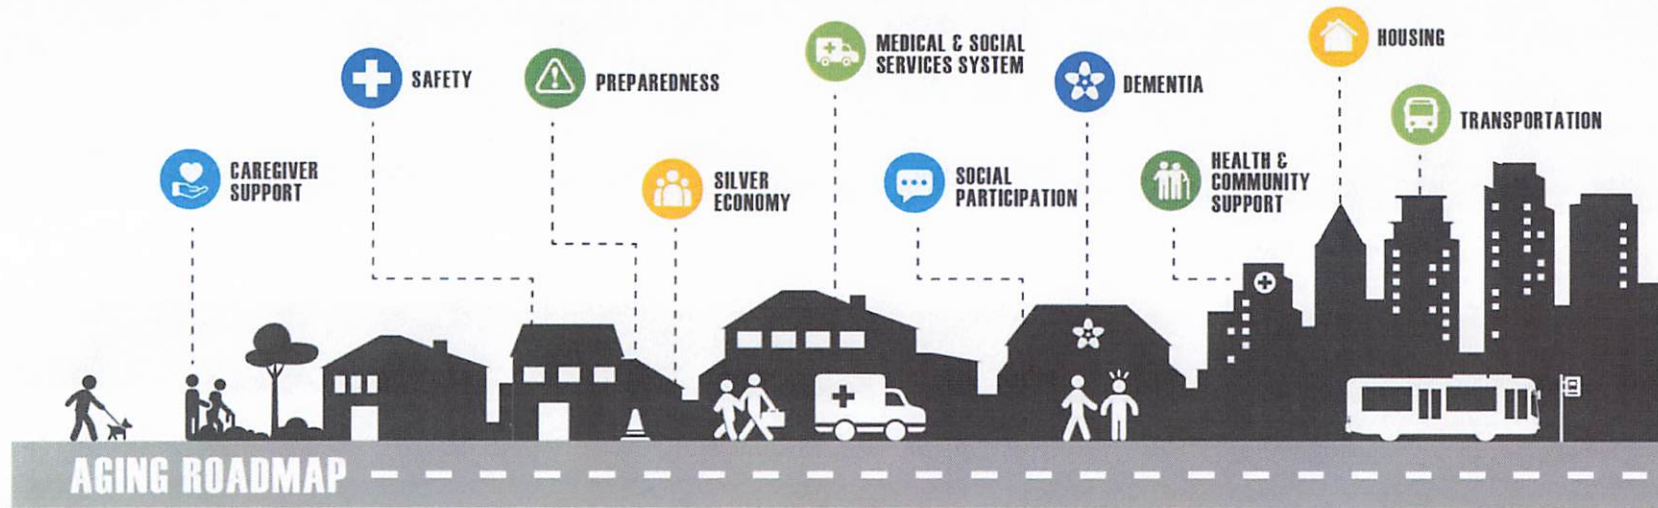 CAREGIVER
SUPPORT
SAFETY
PREPAREDNESS
SILVER
ECONOMY
MEDICAL & SOCIAL
SERVICES SYSTEM
SOCIAL
PARTICIPATION
DEMENTIA
HEALTH &
COMMUNITY
SUPPORT
HOUSING
TRANSPORTATION
AGING ROADMAP